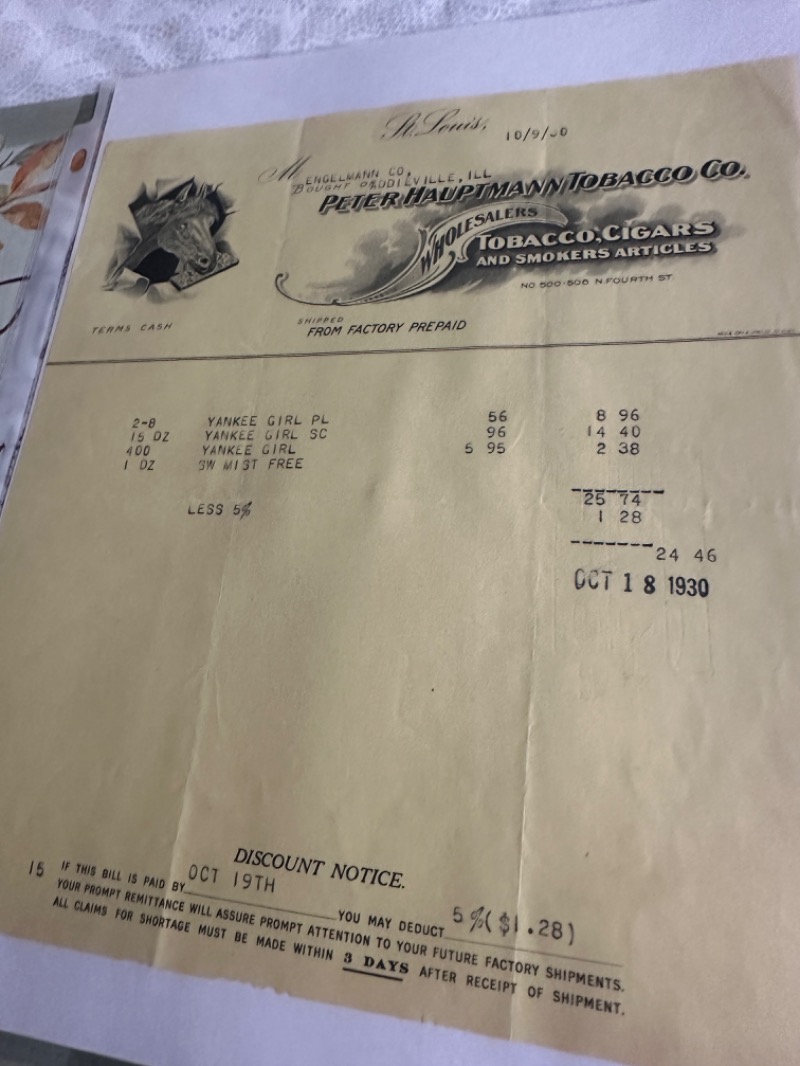 St. Louis, 10/9/30
M ENGELMANN CO,
BOUGHT ILL
PETER HAUPTMANN TOBACCO CO.
WHOLESALERS
TOBACCO, CIGARS
AND SMOKERS ARTICLES
NO 500-506 N. FOURTH ST
TERMS CASH
SHIPPED
FROM FACTORY PREPAID
2-8 YANKEE GIRL PL 56 8 96
15 OZ YANKEE GIRL SC 96 14 40
400 YANKEE GIRL 5 95 2 38
1 OZ SW MIST FREE
25 74
LESS 5% 1 28
24 46
OCT 18 1930
DISCOUNT NOTICE.
15 IF THIS BILL IS PAID BY OCT 19TH YOU MAY DEDUCT 5%($1.28)
YOUR PROMPT REMITTANCE WILL ASSURE PROMPT ATTENTION TO YOUR FUTURE FACTORY SHIPMENTS.
ALL CLAIMS FOR SHORTAGE MUST BE MADE WITHIN 3 DAYS AFTER RECEIPT OF SHIPMENT.